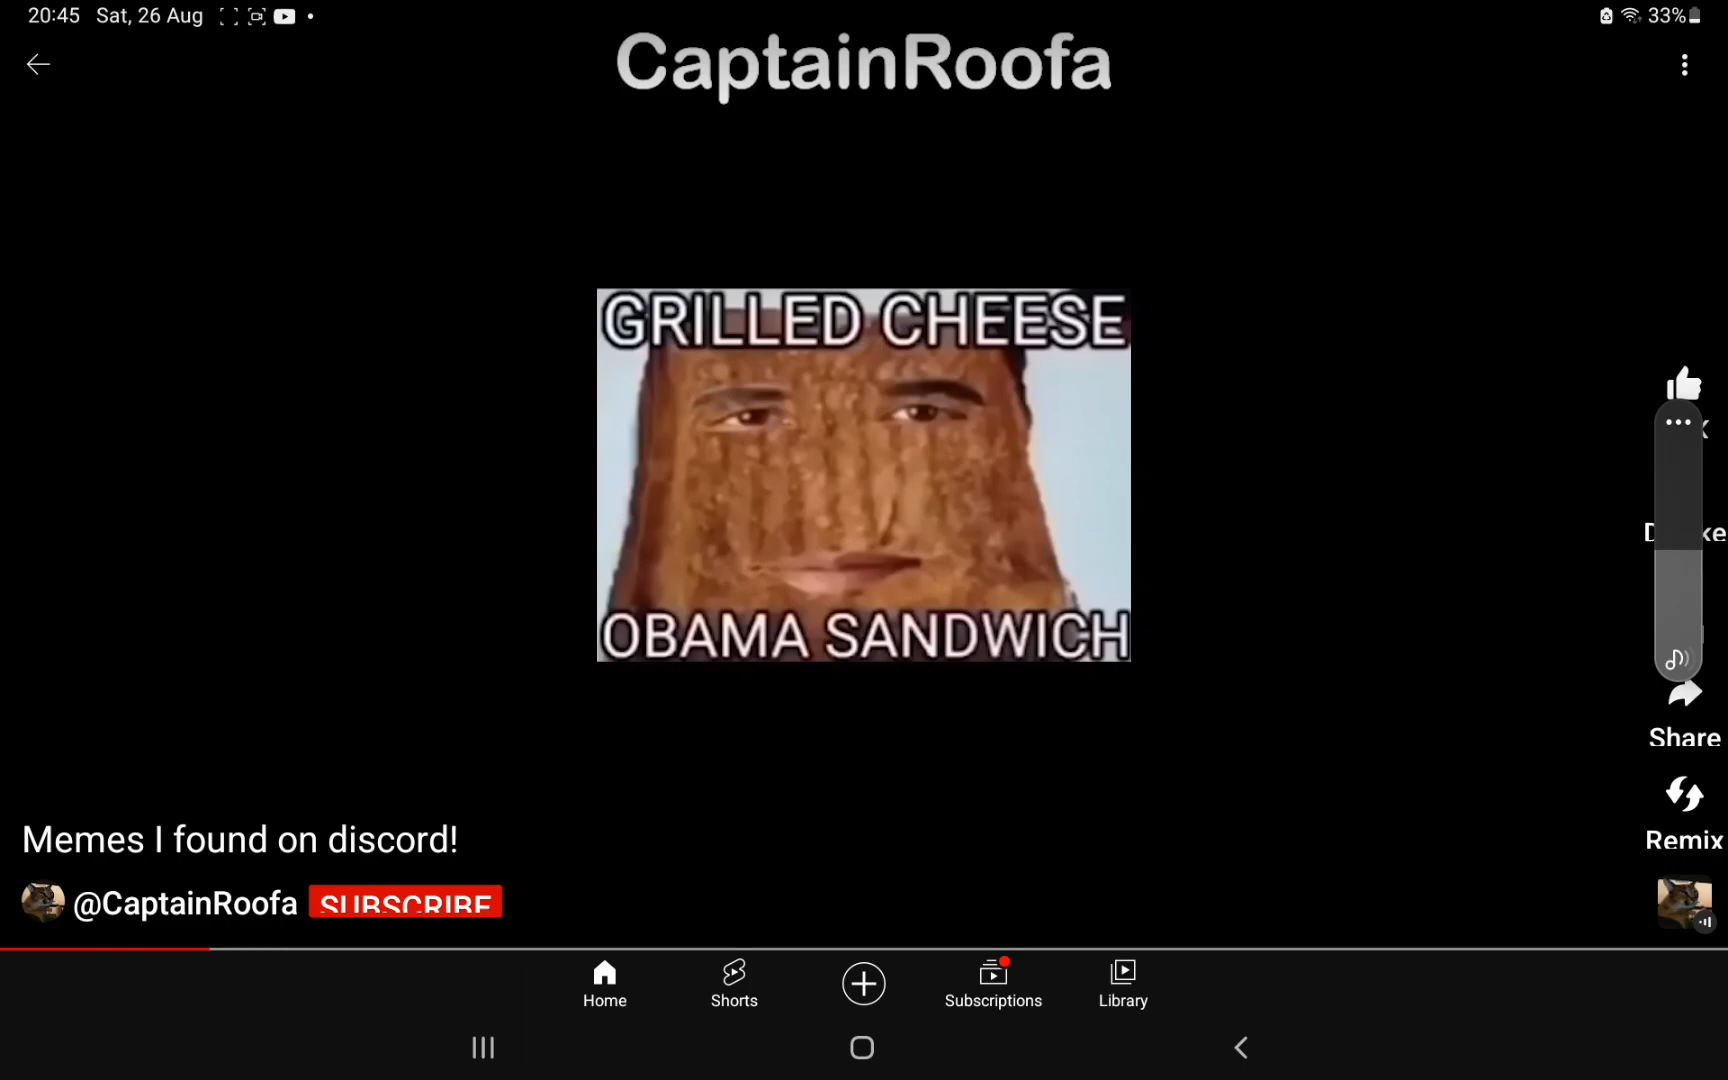 20:45 Sat, 26 Aug 33%
CaptainRoofa
GRILLED CHEESE
OBAMA SANDWICH
Share
Remix
Memes I found on discord!
@CaptainRoofa SUBSCRIBE
Home Shorts Subscriptions Library